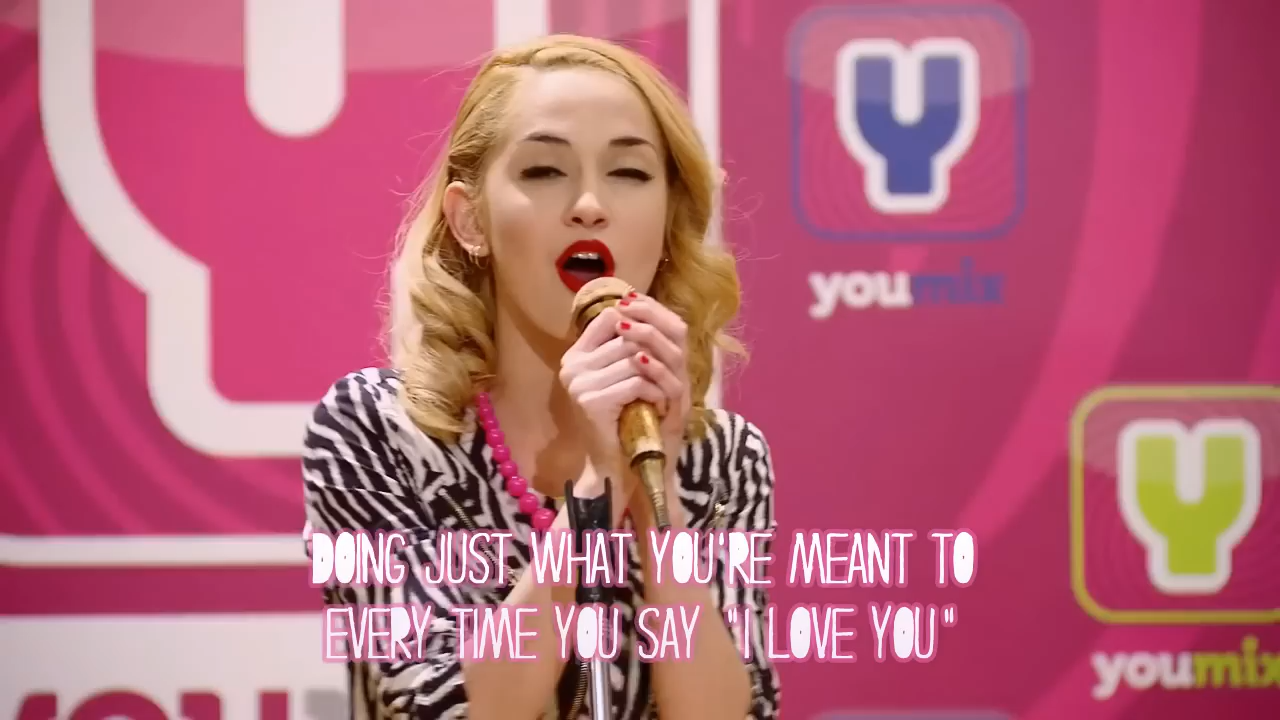 Y
youmix
Y
youmix
you
DOING JUST WHAT YOU'RE MEANT TO
EVERY TIME YOU SAY "I LOVE YOU"